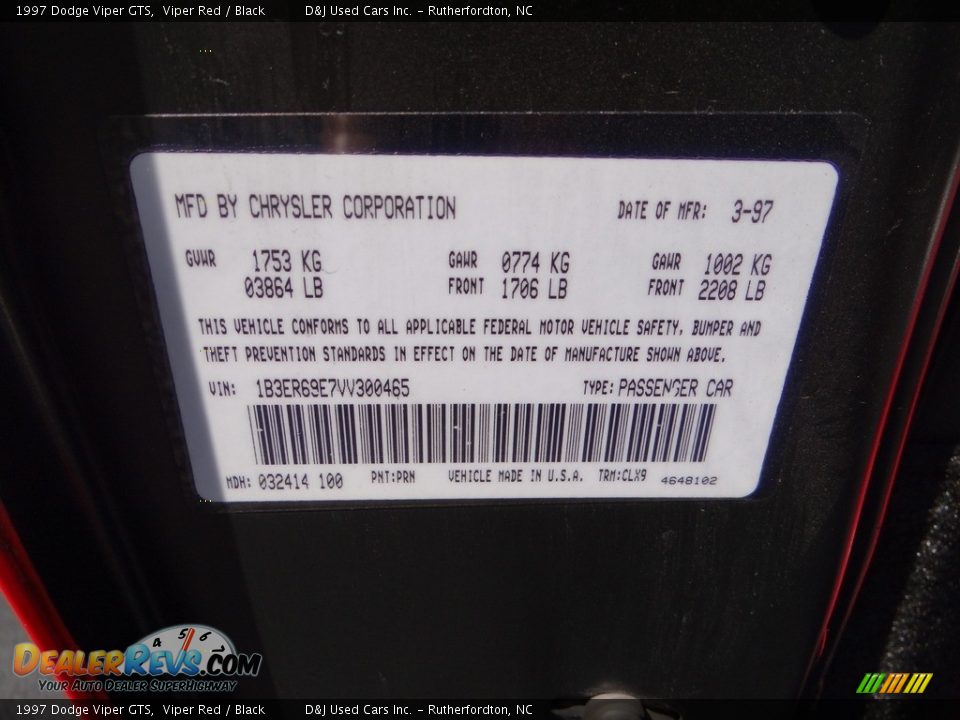 1997 Dodge Viper GTS,  Viper Red / Black          D&J Used Cars Inc. - Rutherfordton, NC
MFD BY CHRYSLER CORPORATION          DATE OF MFR: 3-97
GVWR 1753 KG          GAWR 0774 KG          GAWR 1002 KG
03864 LB          FRONT 1706 LB          FRONT 2208 LB
THIS VEHICLE CONFORMS TO ALL APPLICABLE FEDERAL MOTOR VEHICLE SAFETY, BUMPER AND
THEFT PREVENTION STANDARDS IN EFFECT ON THE DATE OF MANUFACTURE SHOWN ABOVE.
VIN: 1B3ER69E7VV300465          TYPE: PASSENGER CAR
MDH: 032414 100     PNT:PRN     VEHICLE MADE IN U.S.A.     TRM:CLX9     4648102
4 5 6
DEALERREVS.COM
Your Auto Dealer SuperHighway
1997 Dodge Viper GTS,  Viper Red / Black          D&J Used Cars Inc. - Rutherfordton, NC